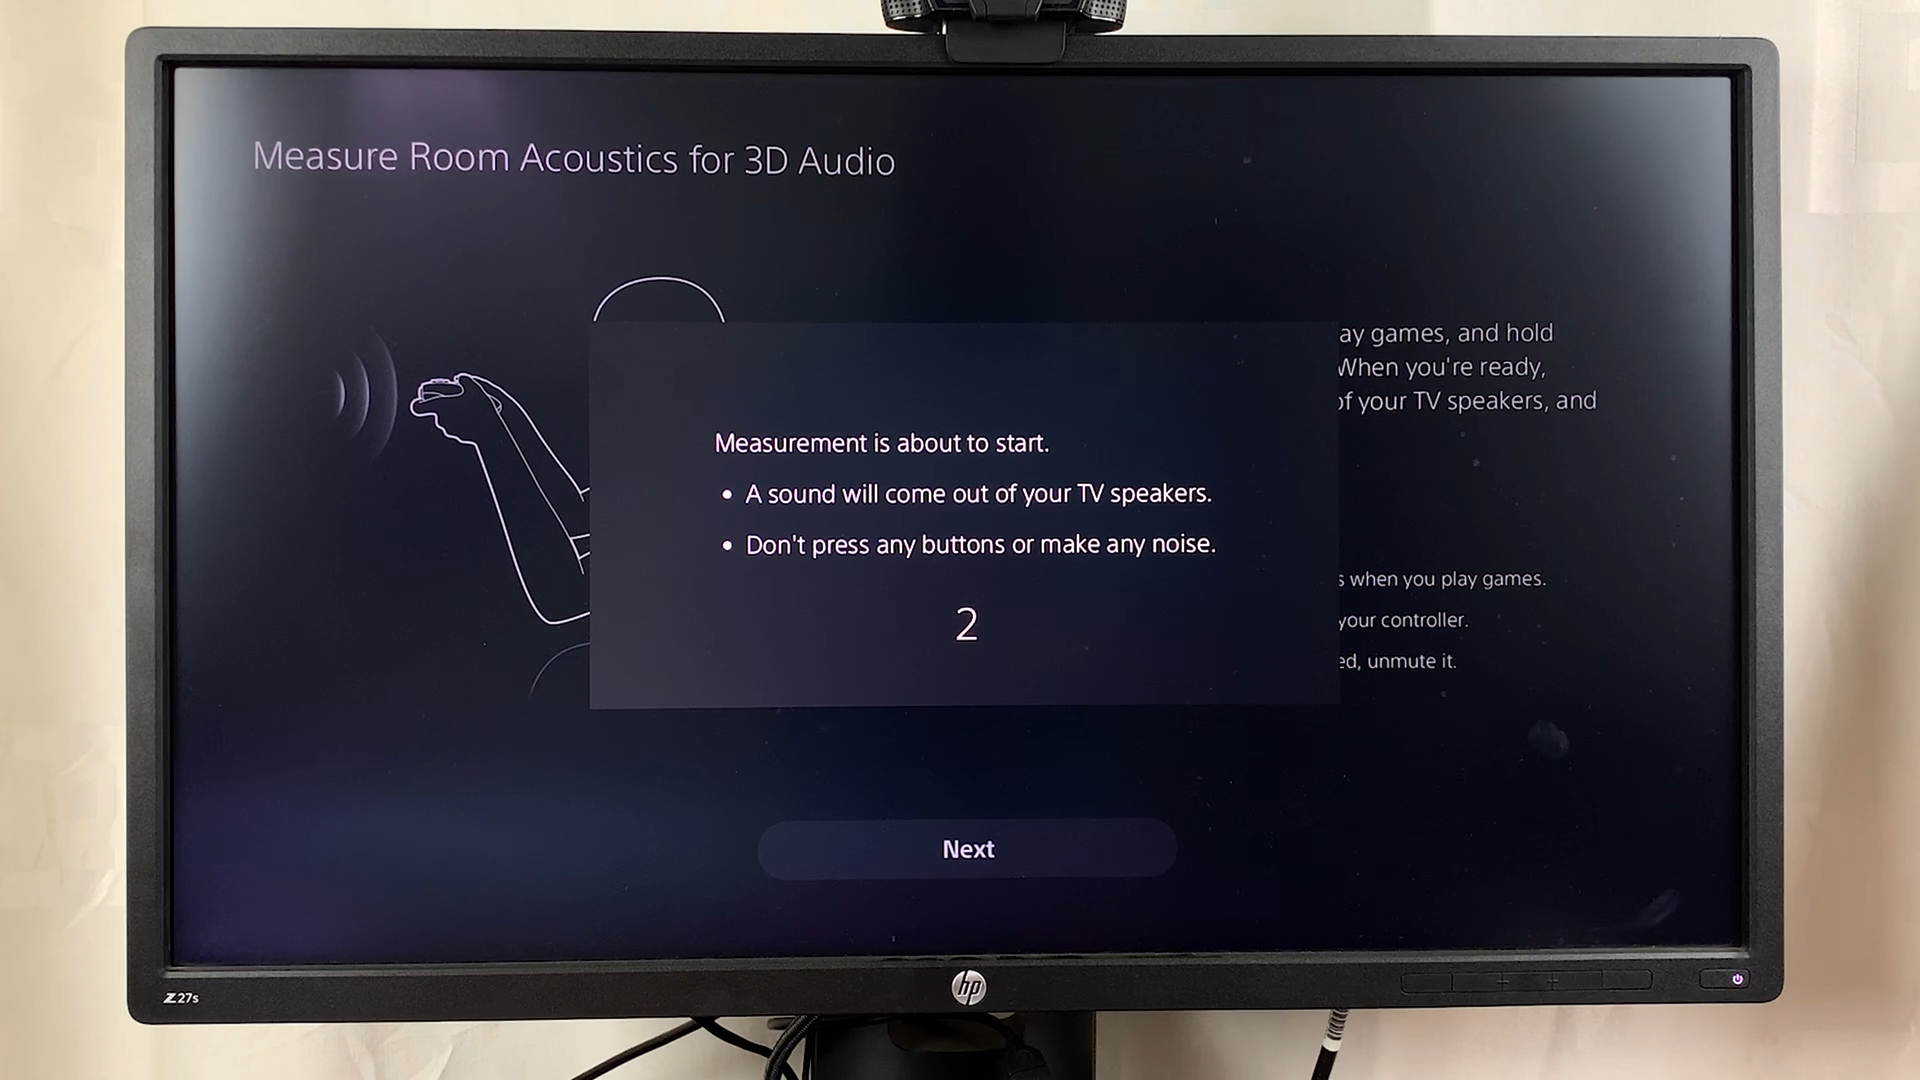 Measure Room Acoustics for 3D Audio
ay games, and hold
When you're ready,
of your TV speakers, and
Measurement is about to start.
• A sound will come out of your TV speakers.
• Don't press any buttons or make any noise.
s when you play games.
2
your controller.
ed, unmute it.
Next
hp
Z27s